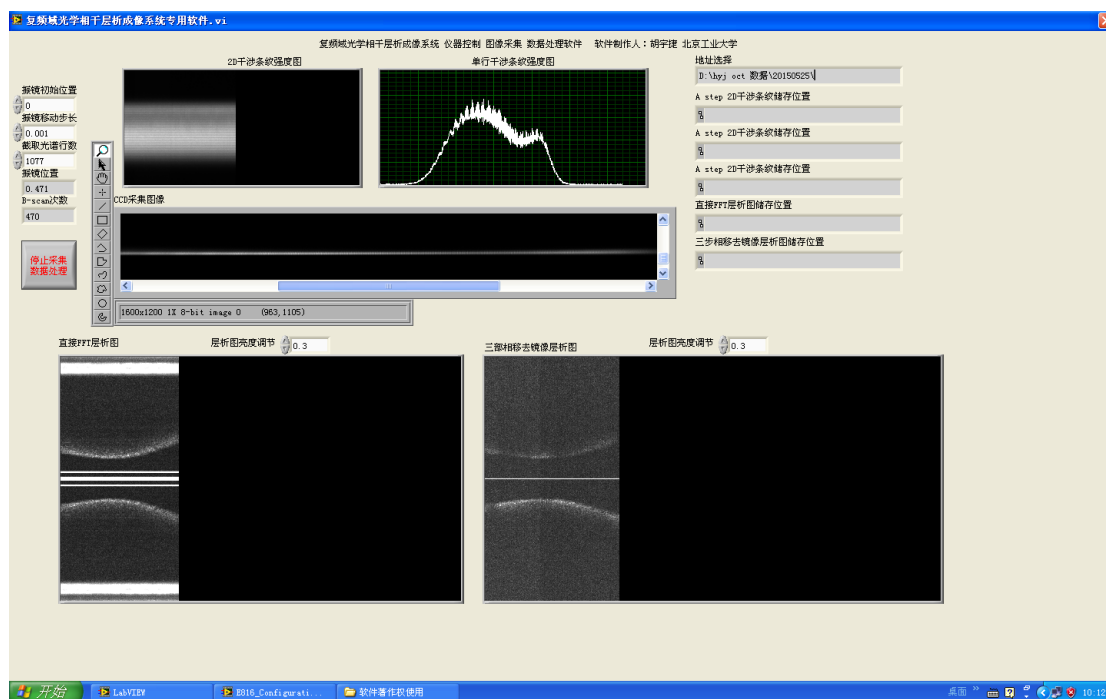 复频域光学相干层析成像系统专用软件.vi
复频域光学相干层析成像系统 仪器控制 图像采集 数据处理软件 软件制作人：胡宇捷 北京工业大学
2D干涉条纹强度图
单行干涉条纹强度图
地址选择
D:\hyj oct 数据\20150525\
振镜初始位置
0
振镜移动步长
0.001
截取光谱行数
1077
振镜位置
0.471
B-scan次数
470
停止采集
数据处理
A step 2D干涉条纹储存位置
A step 2D干涉条纹储存位置
A step 2D干涉条纹储存位置
直接FFT层析图储存位置
三步相移去镜像层析图储存位置
CCD采集图像
1600x1200 1X 8-bit image 0 (963,1105)
直接FFT层析图
层析图亮度调节 0.3
三部相移去镜像层析图
层析图亮度调节 0.3
开始
LabVIEW
E816_Configurati...
软件著作权使用
桌面 »